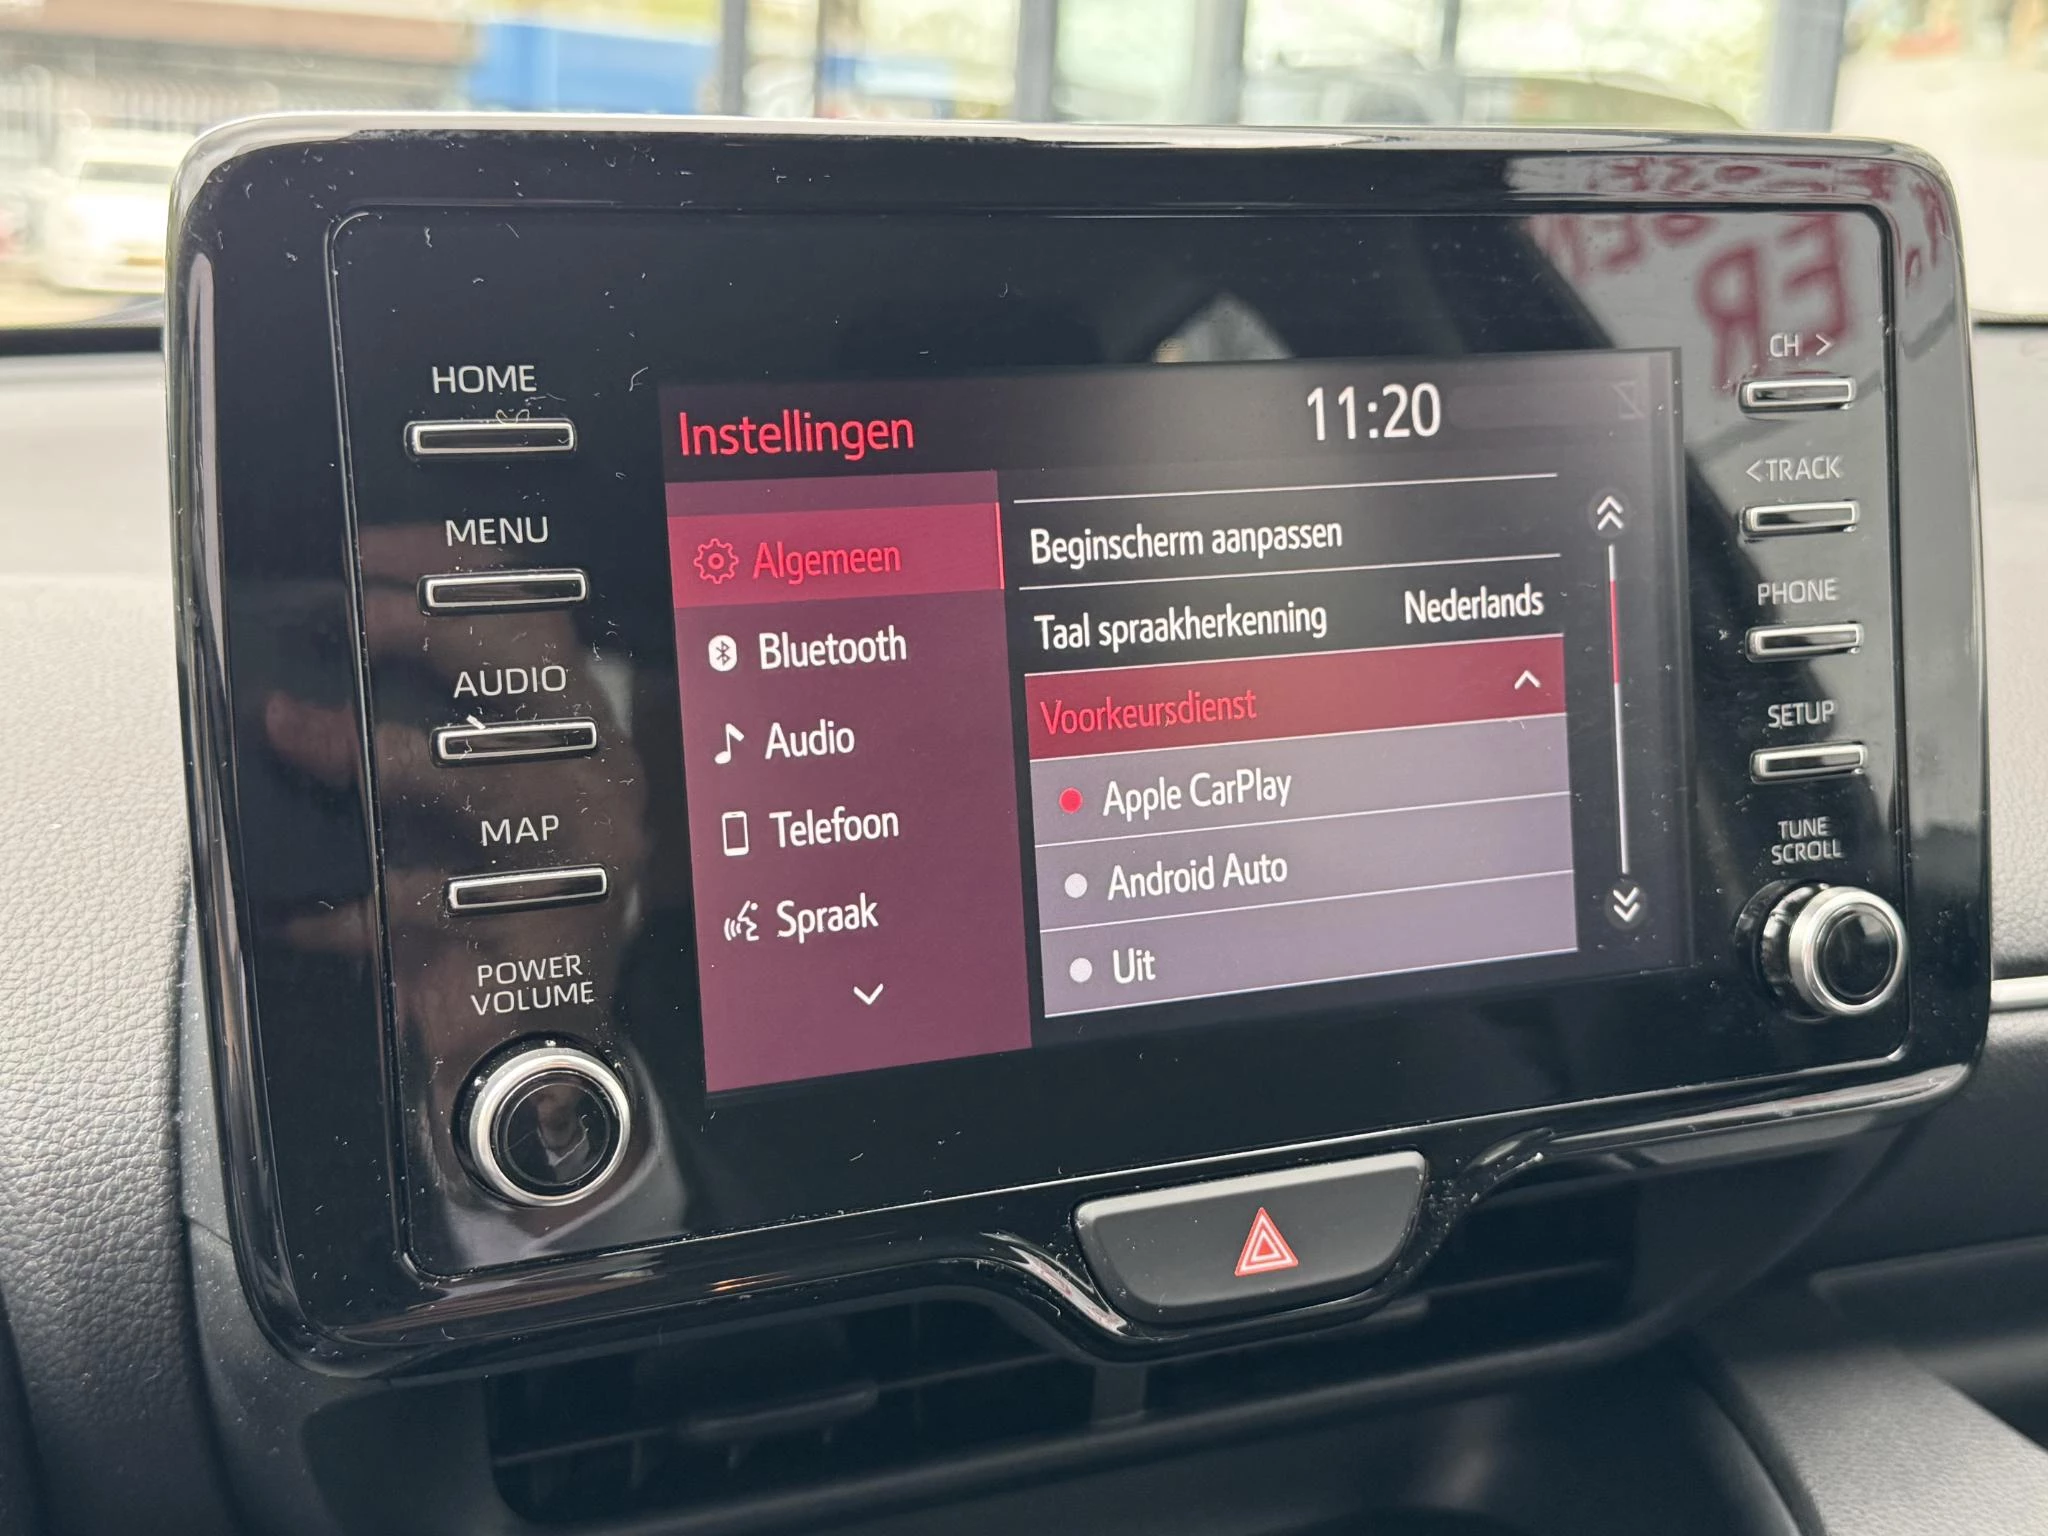 HOME
MENU
AUDIO
MAP
POWER
VOLUME
Instellingen
11:20
Algemeen
Bluetooth
Audio
Telefoon
Spraak
Beginscherm aanpassen
Taal spraakherkenning Nederlands
Voorkeursdienst
Apple CarPlay
Android Auto
Uit
CH >
< TRACK
PHONE
SETUP
TUNE
SCROLL